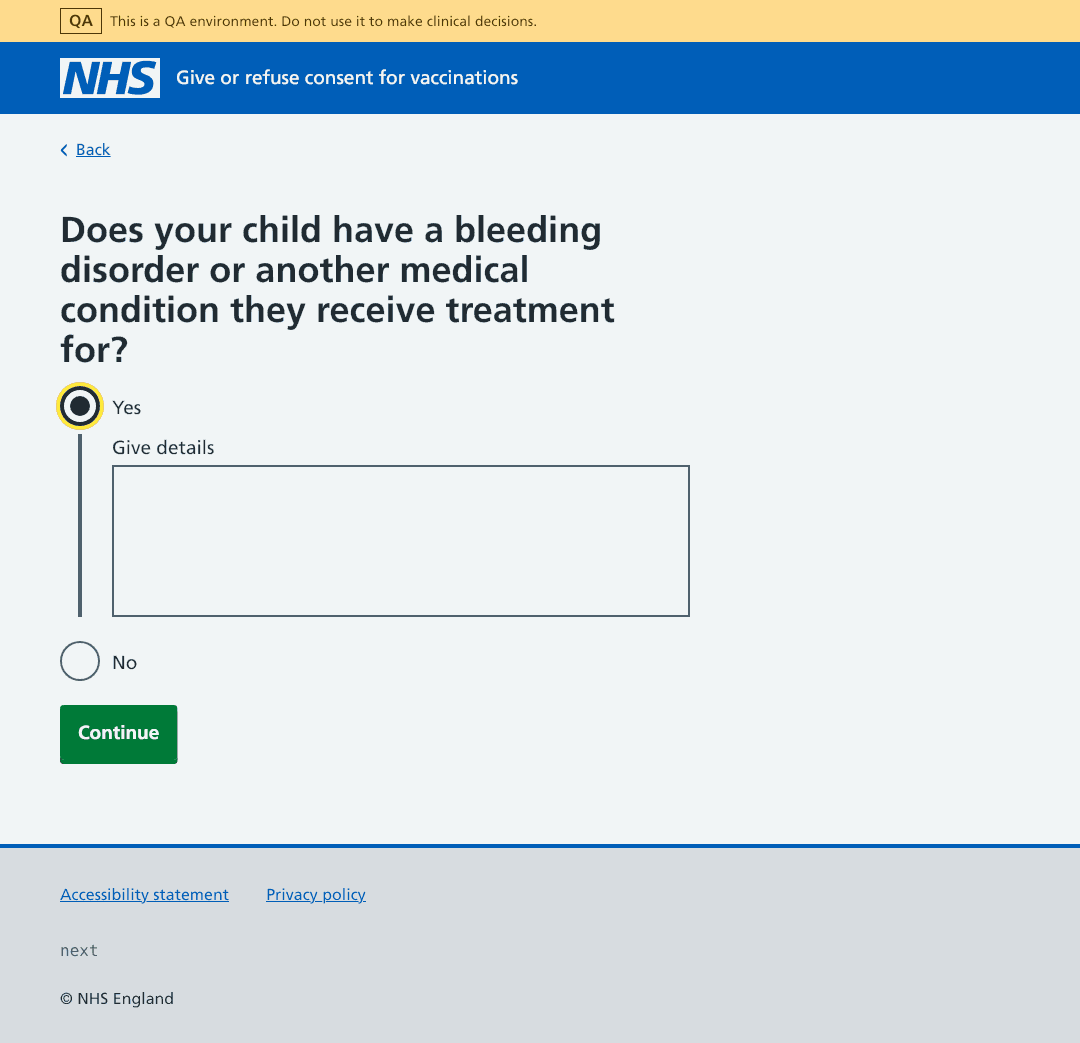 QA This is a QA environment. Do not use it to make clinical decisions.
NHS Give or refuse consent for vaccinations
Back
Does your child have a bleeding
disorder or another medical
condition they receive treatment
for?
Yes
Give details
No
Continue
Accessibility statement Privacy policy
next
© NHS England